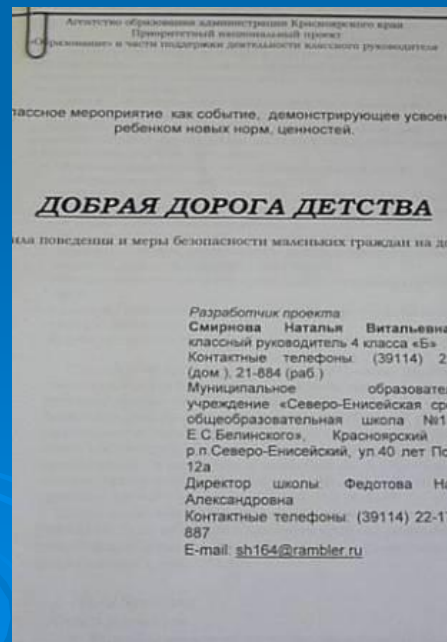 Агентство образования администрации Красноярского края
Приоритетный национальный проект
«Образование» в части поддержки деятельности классного руководителя
лассное мероприятие как событие, демонстрирующее усвоен
ребенком новых норм, ценностей.
ДОБРАЯ ДОРОГА ДЕТСТВА
ила поведения и меры безопасности маленьких граждан на д
Разработчик проекта
Смирнова Наталья Витальевна
классный руководитель 4 класса «Б»
Контактные телефоны: (39114) 2
(дом.), 21-884 (раб.)
Муниципальное образовател
учреждение «Северо-Енисейская сре
общеобразовательная школа №1
Е.С.Белинского», Красноярский
р.п.Северо-Енисейский, ул.40 лет По
12а
Директор школы: Федотова На
Александровна
Контактные телефоны: (39114) 22-1
887
E-mail: sh164@rambler.ru